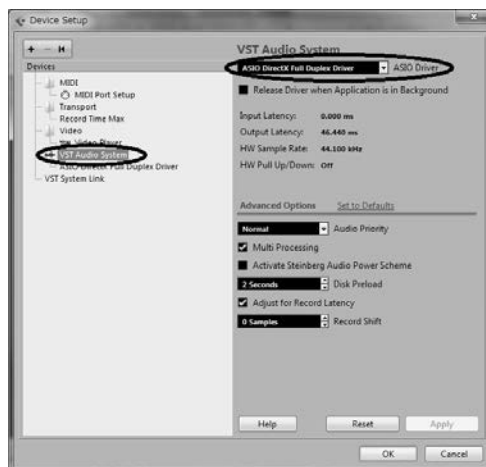 Device Setup
+ - H
Devices
MIDI
MIDI Port Setup
Transport
Record Time Max
Video
Video Player
VST Audio System
ASIO DirectX Full Duplex Driver
VST System Link
VST Audio System
ASIO DirectX Full Duplex Driver ASIO Driver
Release Driver when Application is in Background
Input Latency: 0.000 ms
Output Latency: 46.440 ms
HW Sample Rate: 44.100 kHz
HW Pull Up/Down: Off
Advanced Options Set to Defaults
Normal Audio Priority
Multi Processing
Activate Steinberg Audio Power Scheme
2 Seconds Disk Preload
Adjust for Record Latency
0 Samples Record Shift
Help Reset Apply
OK Cancel